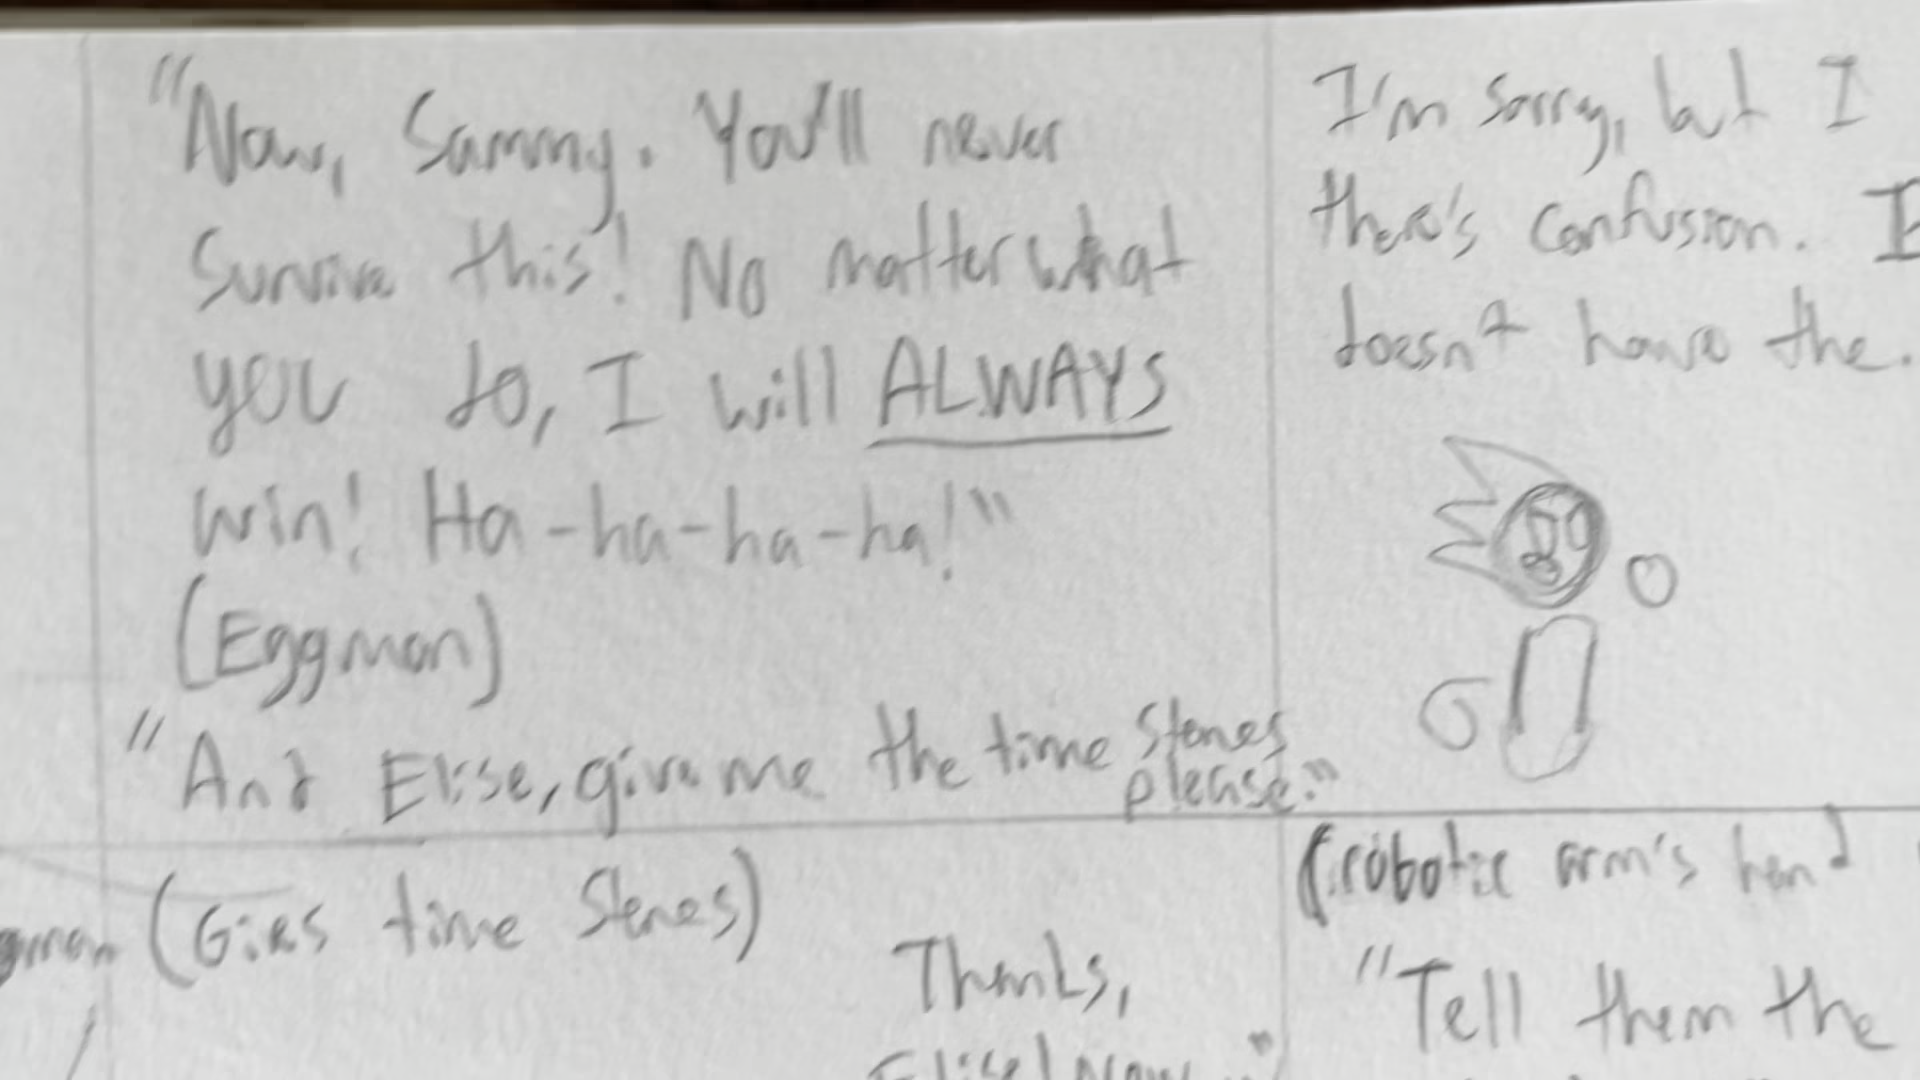 "Now, Sammy. You'll never
Survive this! No matter what
you do, I will ALWAYS
win! Ha-ha-ha-ha!"
(Eggman)
"And Elise, give me the time stones
please."
I'm sorry, but I
there's confusion.
doesn't have the
(Gives time stones)
Thanks,
Elise! Now
(robotic arm's hand
"Tell them the